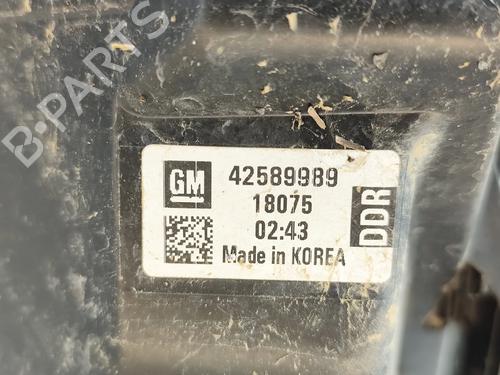 B-PARTS
GM
42589989
18075
02:43
Made in KOREA
DDR